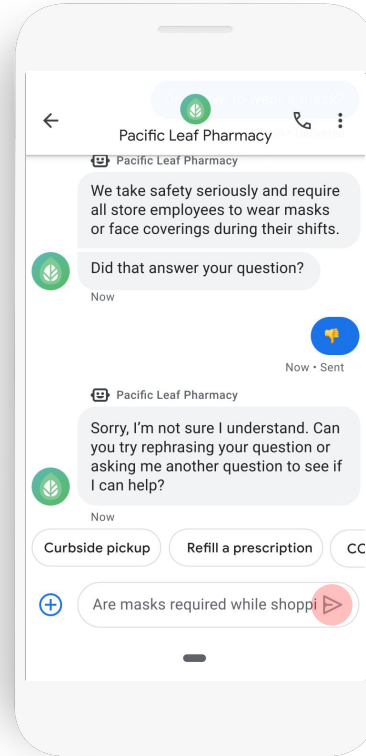 Pacific Leaf Pharmacy
Pacific Leaf Pharmacy
We take safety seriously and require
all store employees to wear masks
or face coverings during their shifts.
Did that answer your question?
Now
Now • Sent
Pacific Leaf Pharmacy
Sorry, I'm not sure I understand. Can
you try rephrasing your question or
asking me another question to see if
I can help?
Now
Curbside pickup
Refill a prescription
CO
Are masks required while shoppi